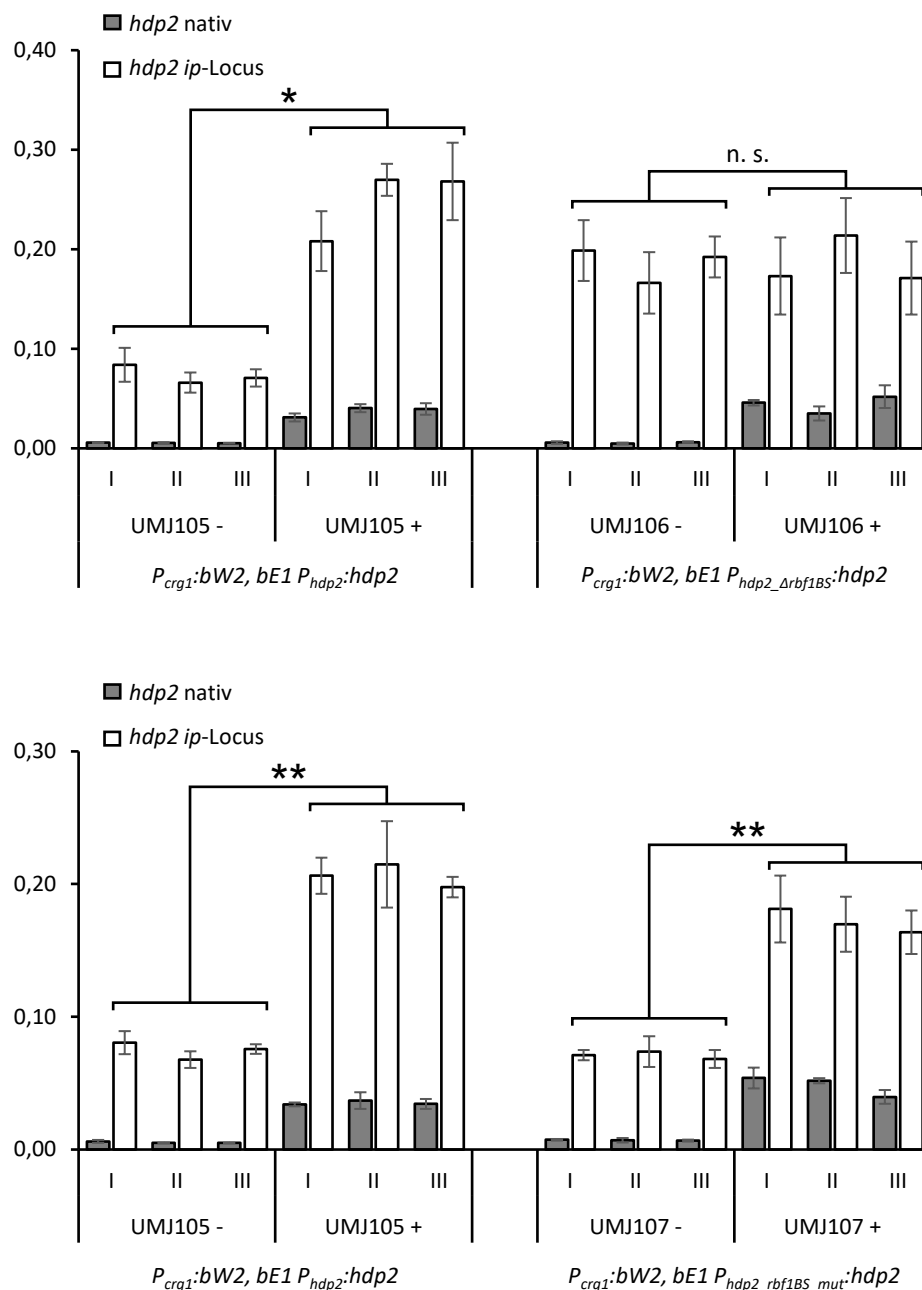 hdp2 nativ
hdp2 ip-Locus
0,40
0,30
0,20
0,10
0,00
*
n. s.
I II III I II III I II III I II III
UMJ105 - UMJ105 + UMJ106 - UMJ106 +
Pcrg1:bW2, bE1 Phdp2:hdp2 Pcrg1:bW2, bE1 Phdp2_Δrbf1BS:hdp2
hdp2 nativ
hdp2 ip-Locus
0,30
0,20
0,10
0,00
**
**
I II III I II III I II III I II III
UMJ105 - UMJ105 + UMJ107 - UMJ107 +
Pcrg1:bW2, bE1 Phdp2:hdp2 Pcrg1:bW2, bE1 Phdp2_rbf1BS_mut:hdp2